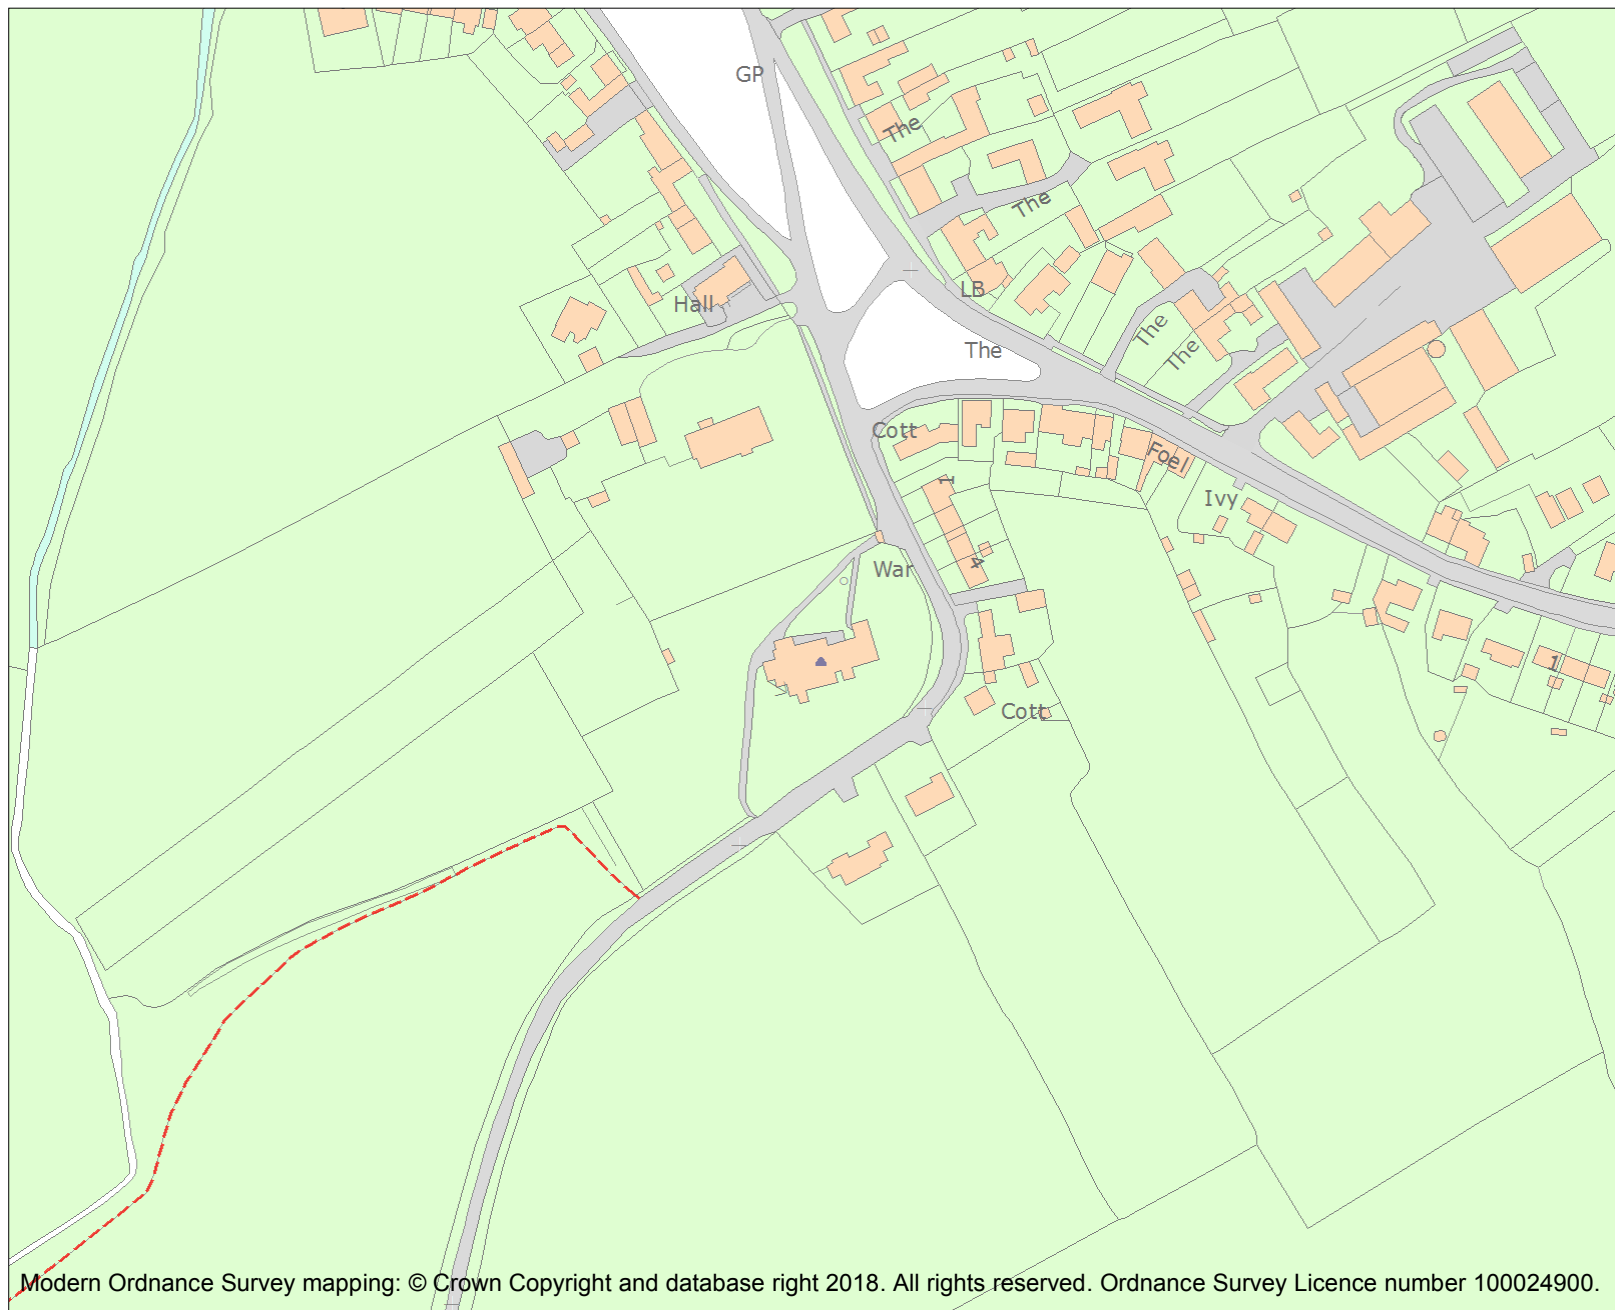 GP
The
The
LB
Hall
The
The
The
Cott
Foel
1
Ivy
4
War
1
Cott
Modern Ordnance Survey mapping: © Crown Copyright and database right 2018. All rights reserved. Ordnance Survey Licence number 100024900.